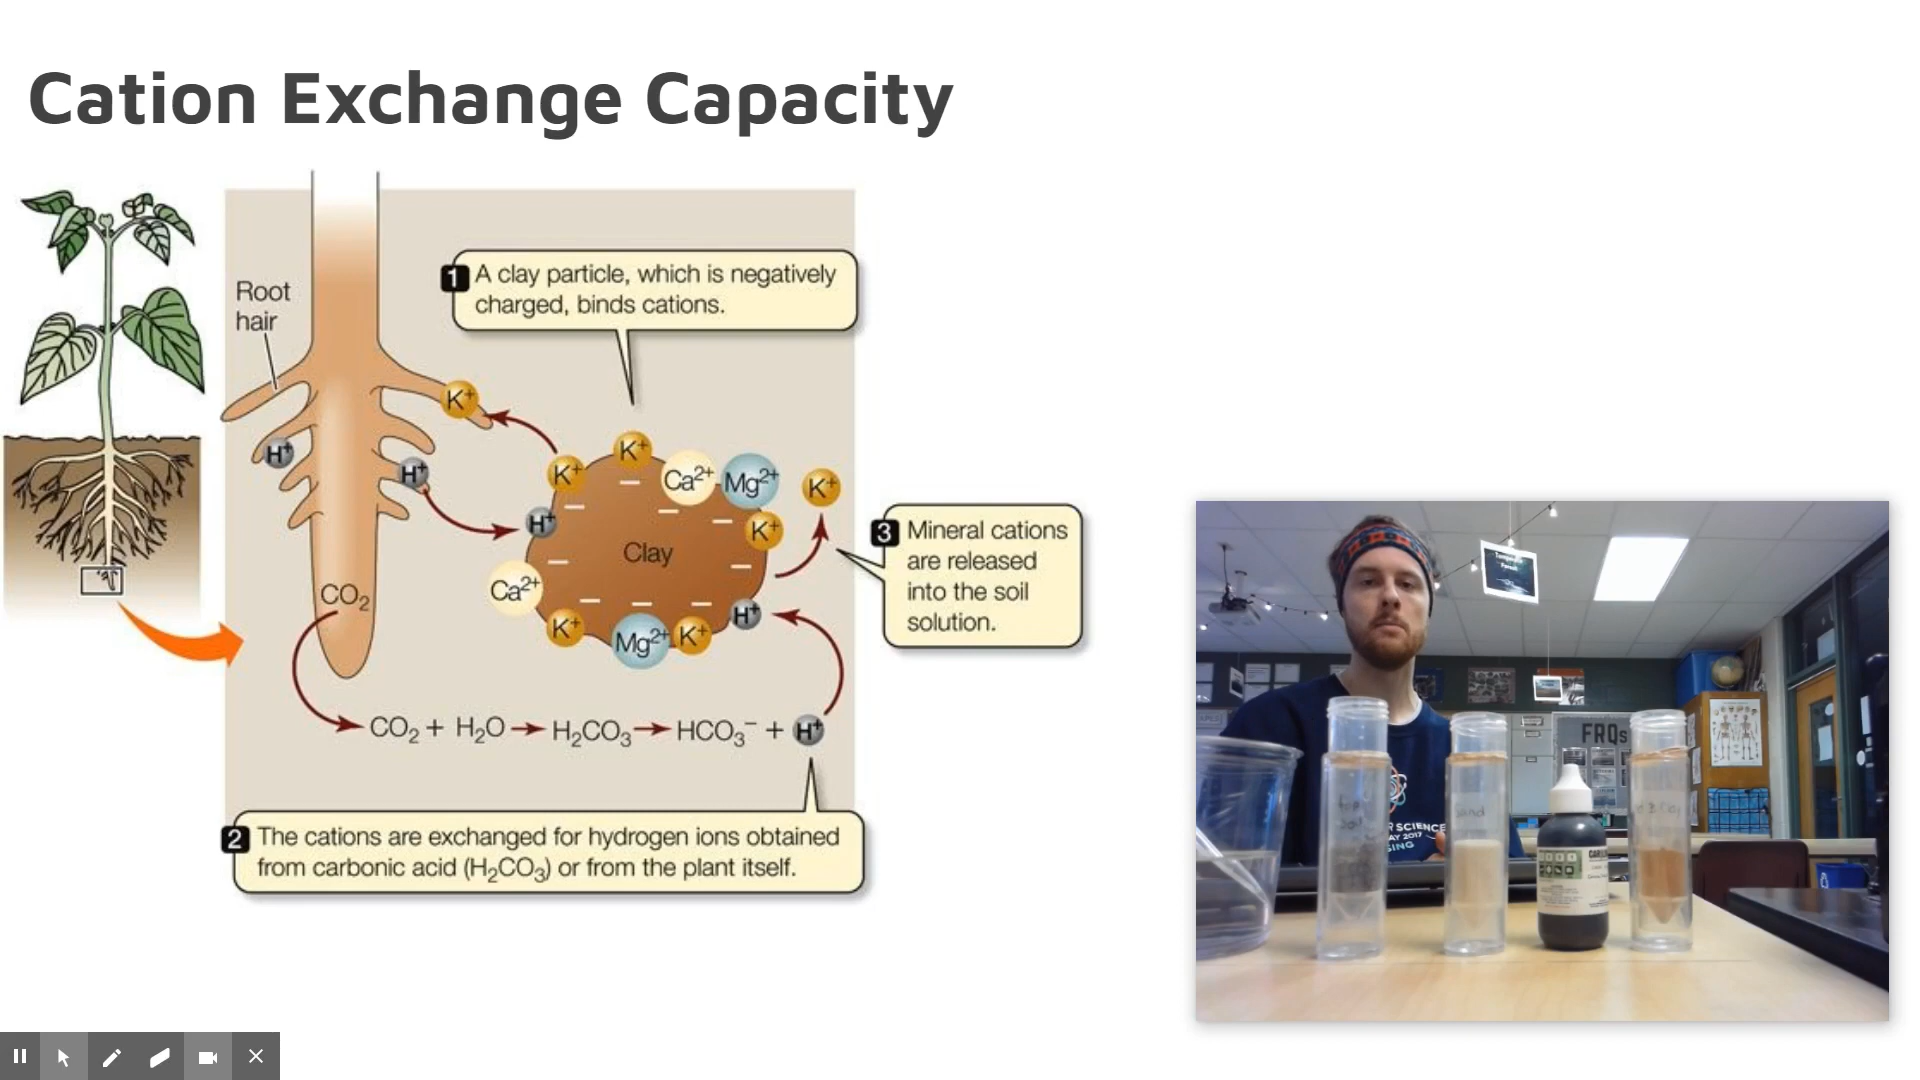 Cation Exchange Capacity
Root
hair
1 A clay particle, which is negatively
charged, binds cations.
K⁺
K⁺
K⁺
Ca²⁺
Mg²⁺
K⁺
H⁺
H⁺
H⁺
K⁺
Clay
3 Mineral cations
are released
into the soil
solution.
Ca²⁺
CO₂
K⁺
Mg²⁺
K⁺
H⁺
CO₂ + H₂O → H₂CO₃ → HCO₃⁻ + H⁺
2 The cations are exchanged for hydrogen ions obtained
from carbonic acid (H₂CO₃) or from the plant itself.
FRQs
SCIENCE
2017